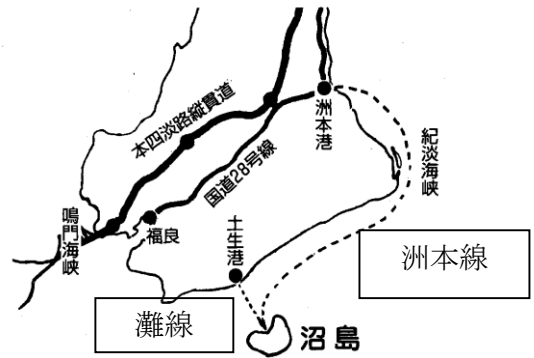 本四淡路縦貫道
洲本港
紀淡海峡
国道28号線
鳴門海峡
福良
土生港
洲本線
灘線
沼島